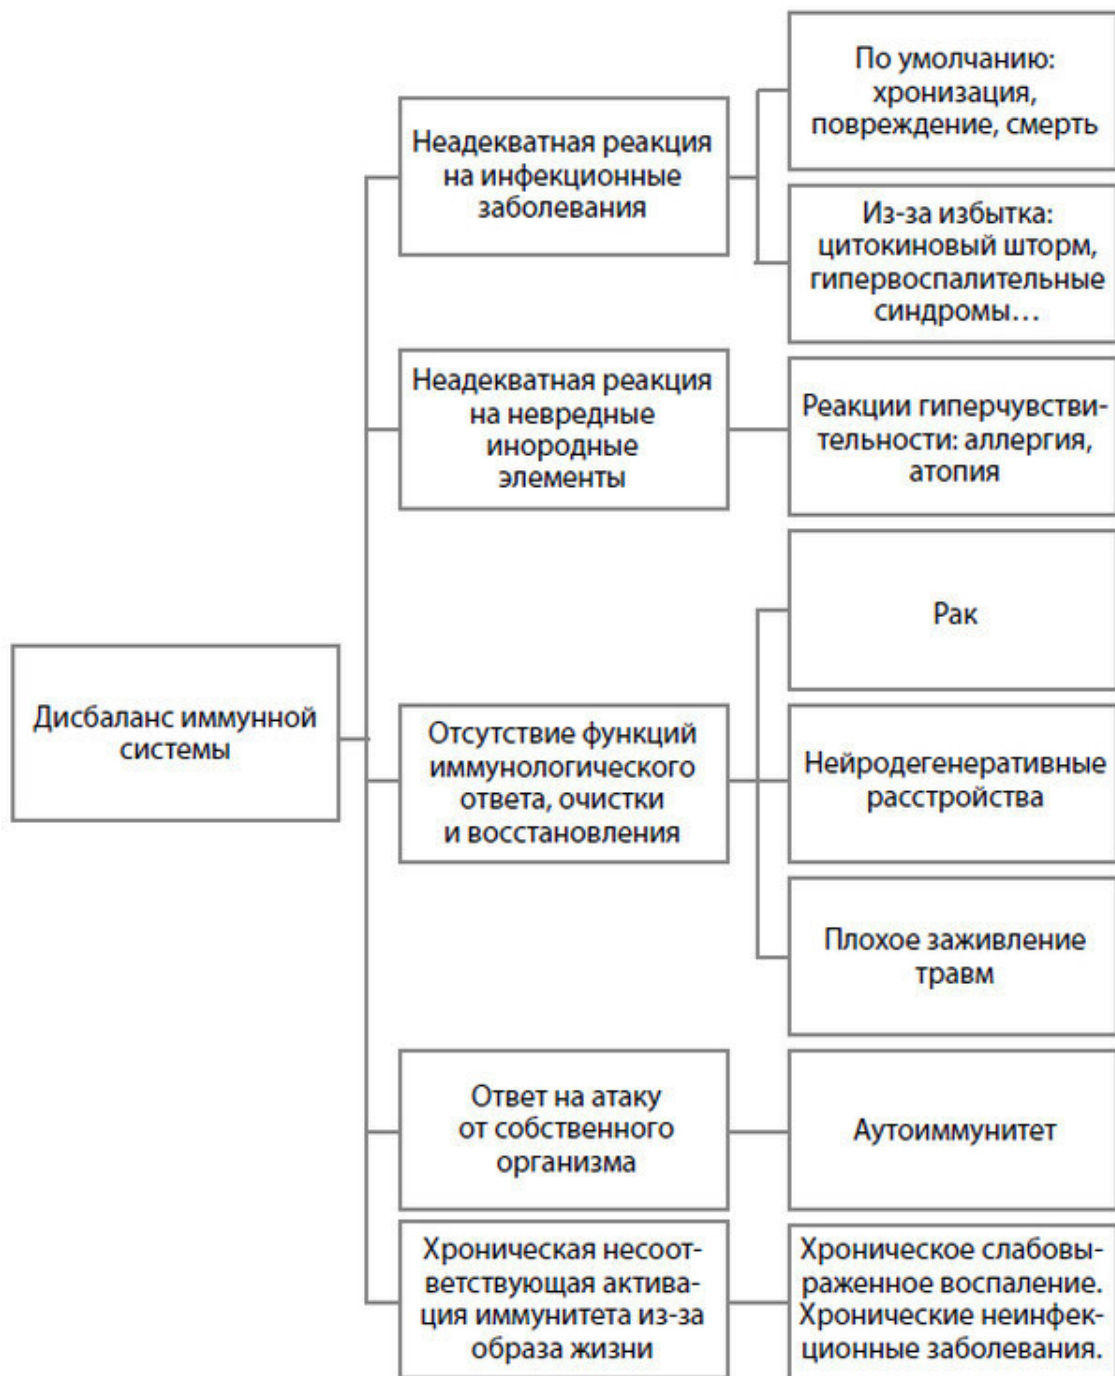 Дисбаланс иммунной
системы
Неадекватная реакция
на инфекционные
заболевания
По умолчанию:
хронизация,
повреждение, смерть
Из-за избытка:
цитокиновый шторм,
гипервоспалительные
синдромы…
Неадекватная реакция
на невредные
инородные
элементы
Реакции гиперчувстви-
тельности: аллергия,
атопия
Отсутствие функций
иммунологического
ответа, очистки
и восстановления
Рак
Нейродегенеративные
расстройства
Плохое заживление
травм
Ответ на атаку
от собственного
организма
Аутоиммунитет
Хроническая несоот-
ветствующая актива-
ция иммунитета из-за
образа жизни
Хроническое слабовы-
раженное воспаление.
Хронические неинфек-
ционные заболевания.